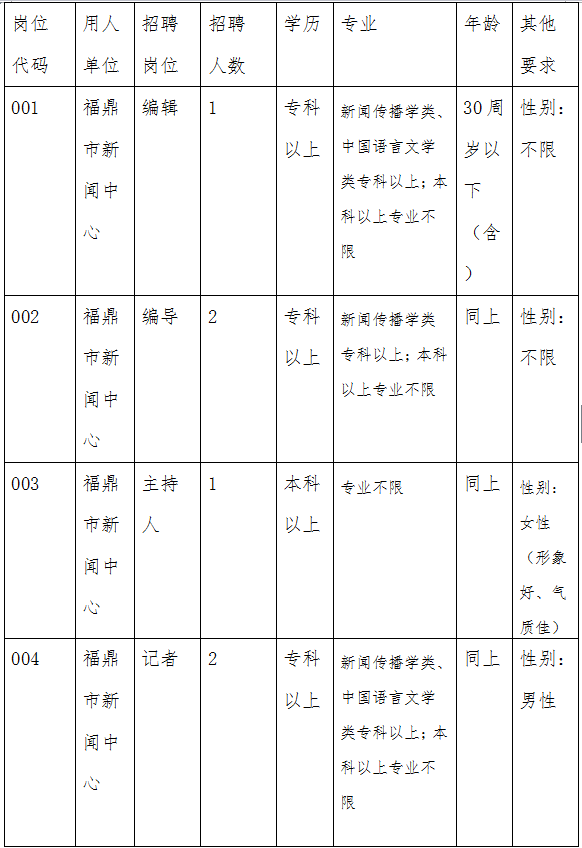 岗位代码 用人单位 招聘岗位 招聘人数 学历 专业 年龄 其他要求
001 福鼎市新闻中心 编辑 1 专科以上 新闻传播学类、中国语言文学类专科以上；本科以上专业不限 30周岁以下（含） 性别：不限
002 福鼎市新闻中心 编导 2 专科以上 新闻传播学类专科以上；本科以上专业不限 同上 性别：不限
003 福鼎市新闻中心 主持人 1 本科以上 专业不限 同上 性别：女性（形象好、气质佳）
004 福鼎市新闻中心 记者 2 专科以上 新闻传播学类、中国语言文学类专科以上；本科以上专业不限 同上 性别：男性